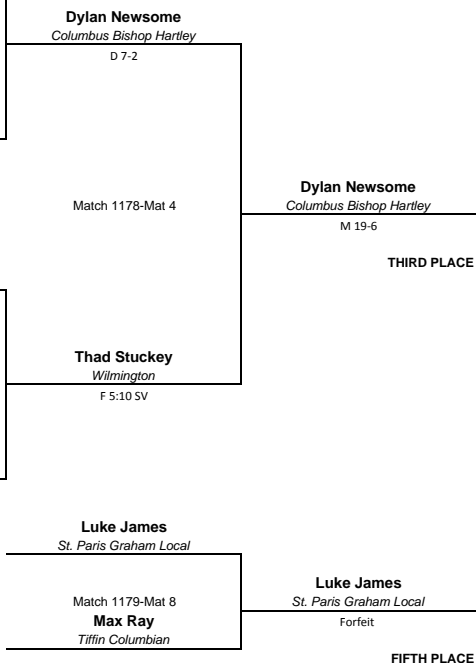 Dylan Newsome
Columbus Bishop Hartley
D 7-2
Match 1178-Mat 4
Dylan Newsome
Columbus Bishop Hartley
M 19-6
THIRD PLACE
Thad Stuckey
Wilmington
F 5:10 SV
Luke James
St. Paris Graham Local
Match 1179-Mat 8
Max Ray
Tiffin Columbian
Luke James
St. Paris Graham Local
Forfeit
FIFTH PLACE